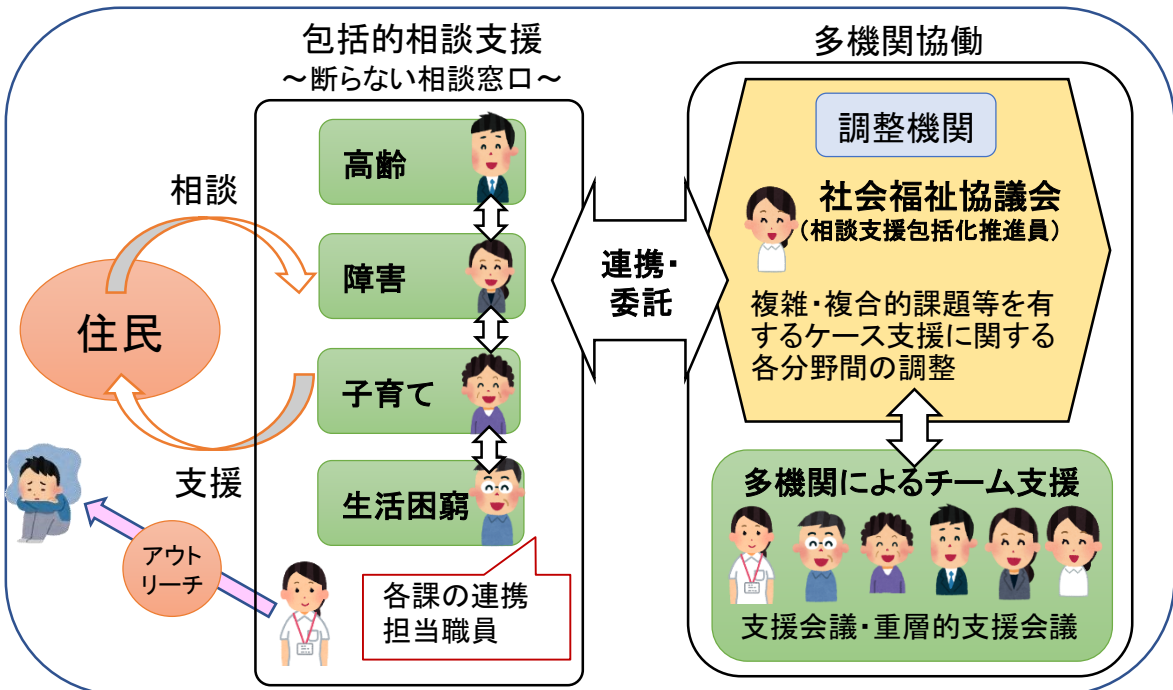 包括的相談支援
～断らない相談窓口～
多機関協働
相談
住民
支援
アウト
リーチ
高齢
障害
子育て
生活困窮
各課の連携
担当職員
連携・
委託
調整機関
社会福祉協議会
（相談支援包括化推進員）
複雑・複合的課題等を有
するケース支援に関する
各分野間の調整
多機関によるチーム支援
支援会議・重層的支援会議